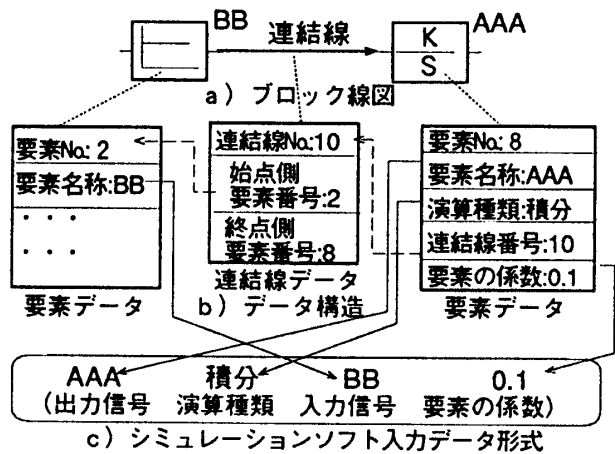 BB
連結線
K
S
AAA
a) ブロック線図
要素No: 2
要素名称:BB
・・・
・・・
要素データ
連結線No:10
始点側
要素番号:2
終点側
要素番号:8
連結線データ
要素No: 8
要素名称:AAA
演算種類:積分
連結線番号:10
要素の係数:0.1
要素データ
b) データ構造
AAA 積分 BB 0.1
(出力信号 演算種類 入力信号 要素の係数)
c) シミュレーションソフト入力データ形式